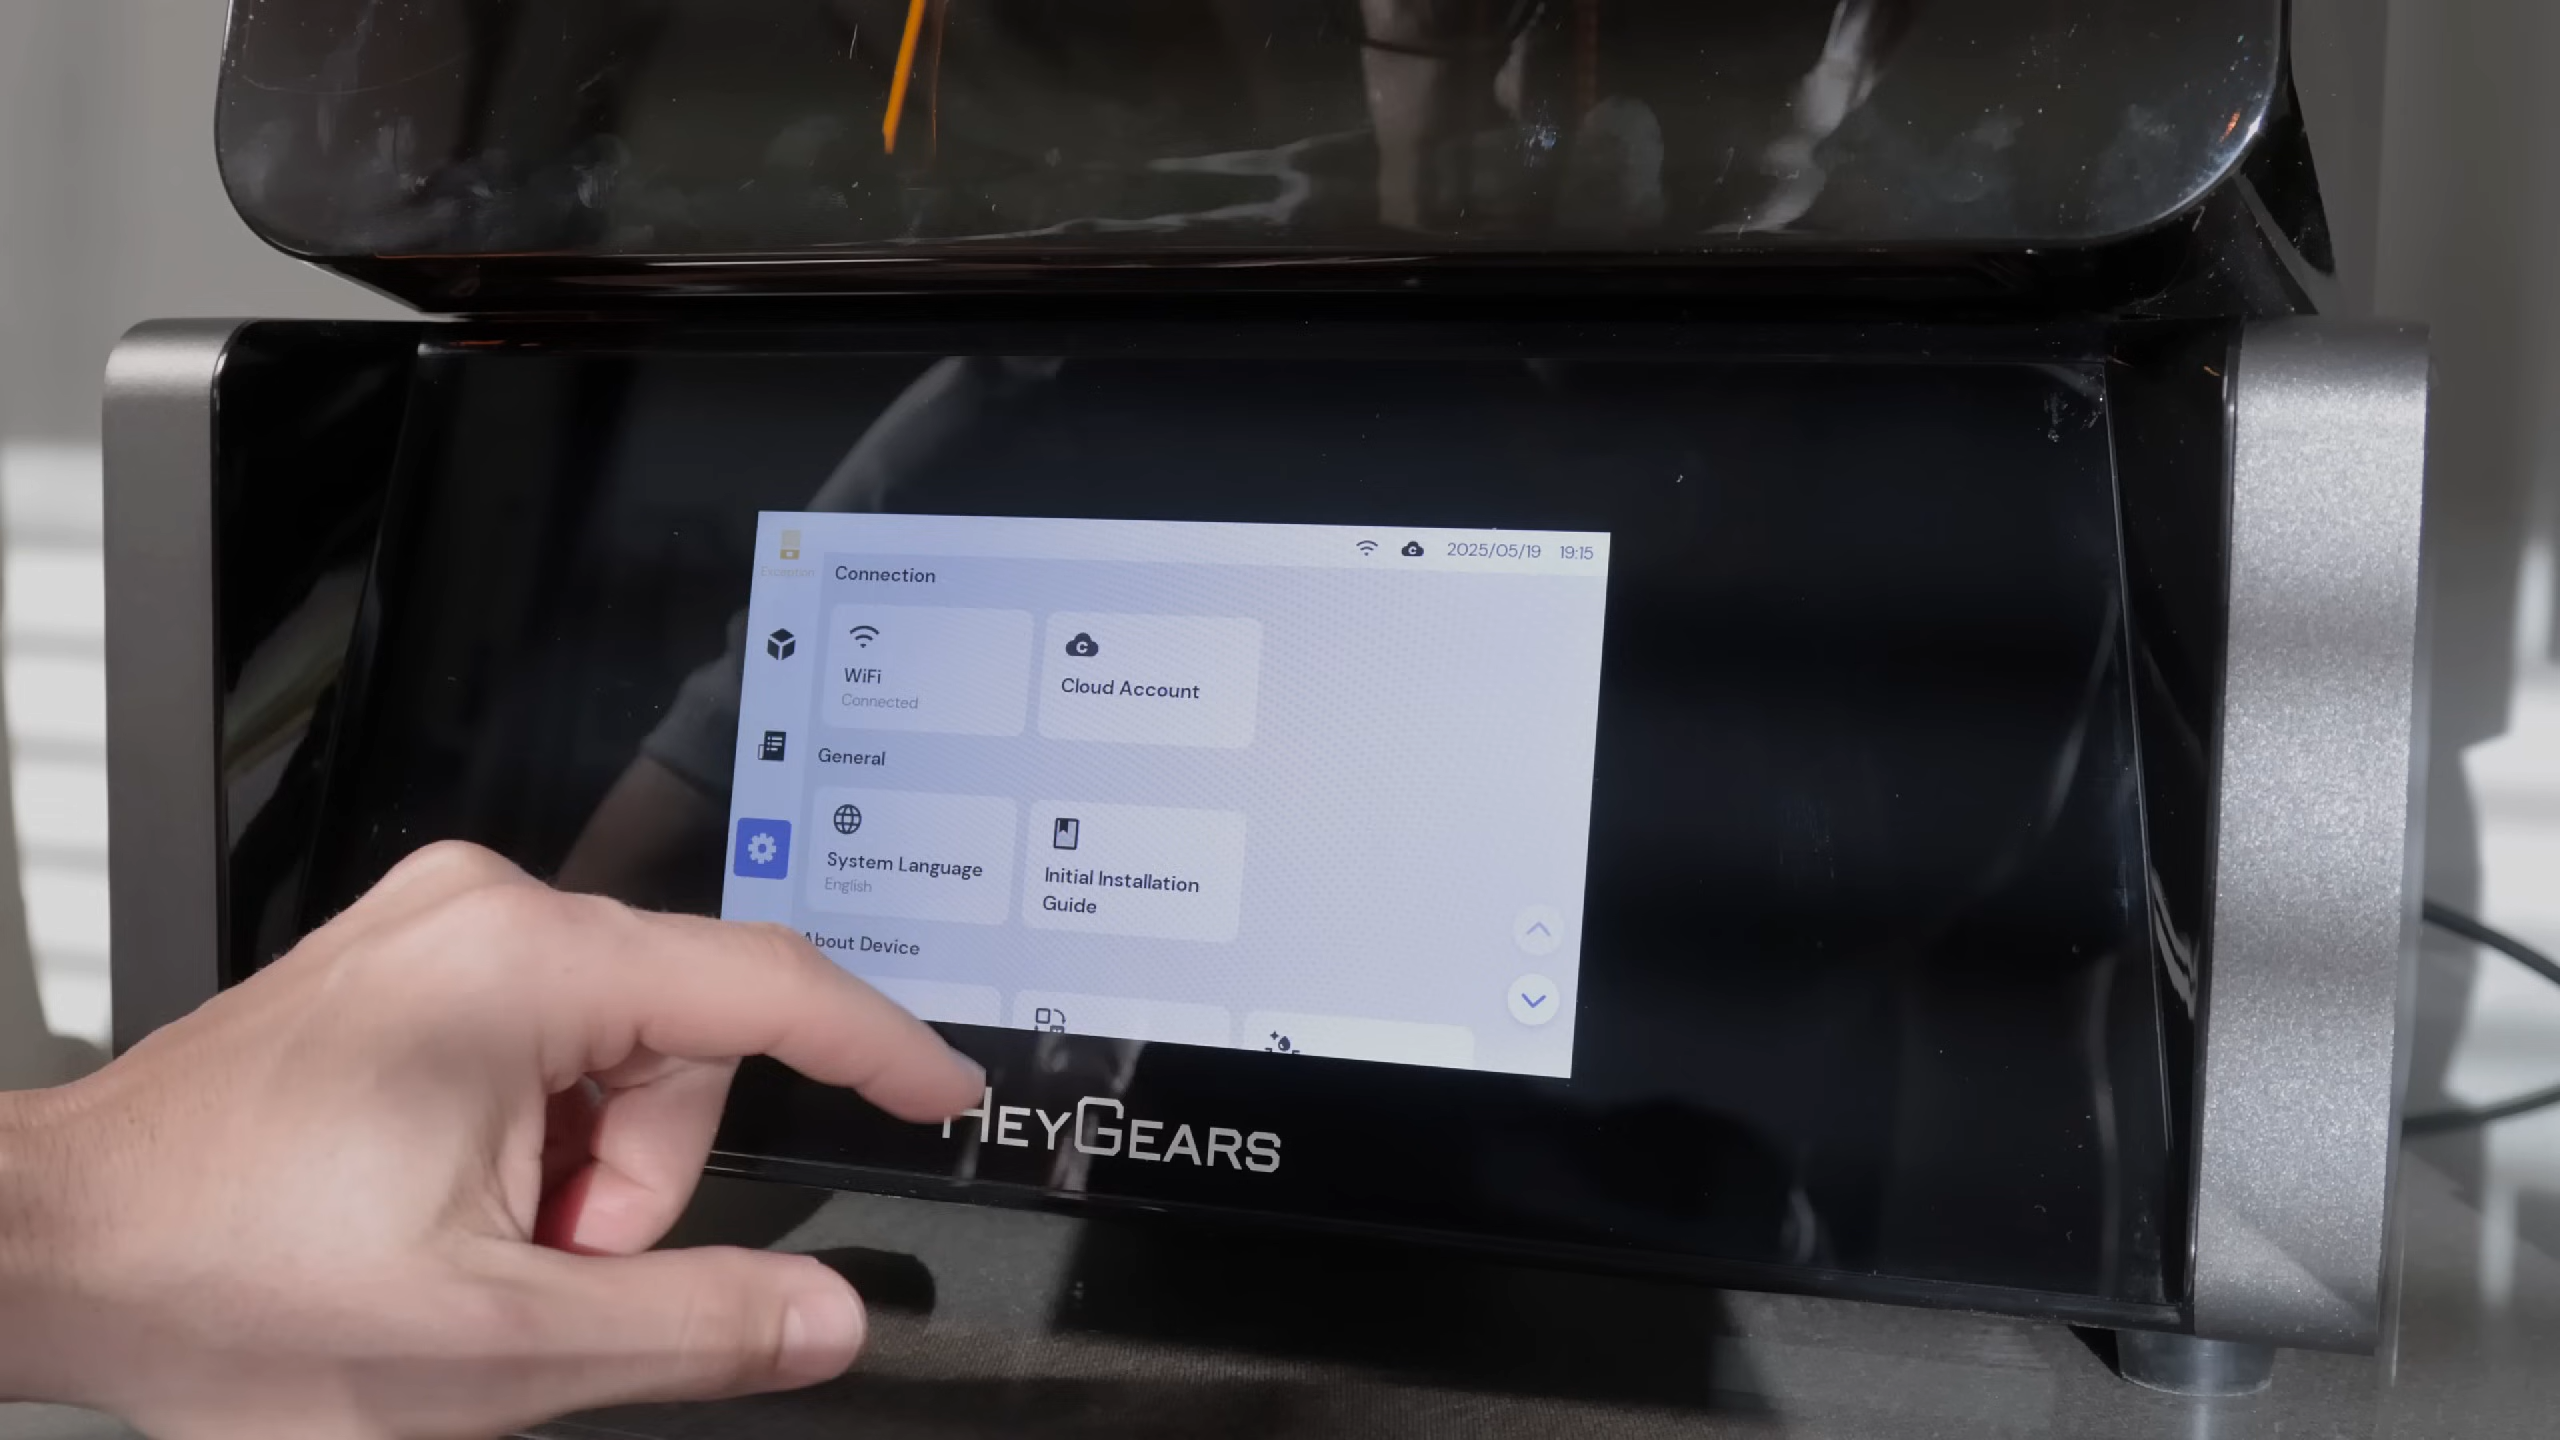 2025/05/19 19:15
Exception
Connection
WiFi
Connected
Cloud Account
General
System Language
English
Initial Installation
Guide
About Device
HEYGEARS